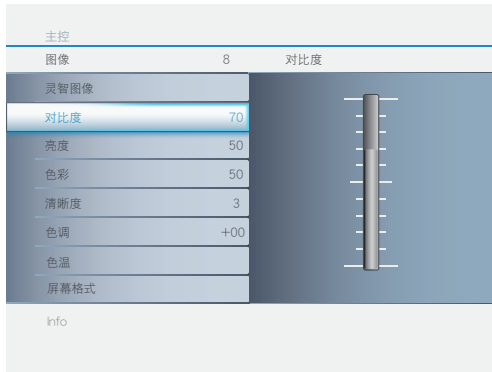 主控
图像 8 对比度
灵智图像
对比度 70
亮度 50
色彩 50
清晰度 3
色调 +00
色温
屏幕格式
Info